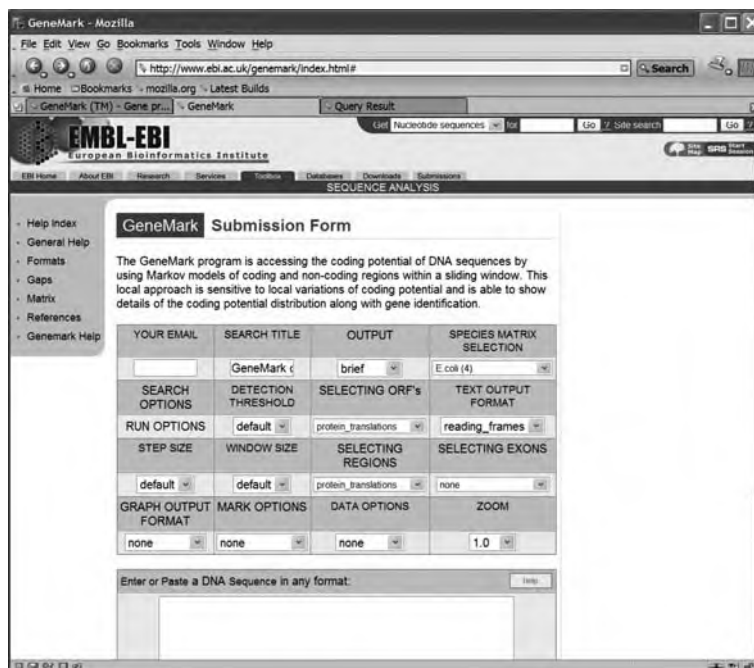 GeneMark - Mozilla
File Edit View Go Bookmarks Tools Window Help
http://www.ebi.ac.uk/genemark/index.html# Search
Home Bookmarks mozilla.org Latest Builds
GeneMark (TM) - Gene pr... GeneMark Query Result
EMBL-EBI
European Bioinformatics Institute
Get Nucleotide sequences for Go ? Site search Go ?
Site Map SRS Start Session
EBI Home About EBI Research Services Toolbox Databases Downloads Submissions
SEQUENCE ANALYSIS
Help Index
General Help
Formats
Gaps
Matrix
References
Genemark Help
GeneMark Submission Form
The GeneMark program is accessing the coding potential of DNA sequences by
using Markov models of coding and non-coding regions within a sliding window. This
local approach is sensitive to local variations of coding potential and is able to show
details of the coding potential distribution along with gene identification.
YOUR EMAIL SEARCH TITLE OUTPUT SPECIES MATRIX SELECTION
GeneMark brief E.coli (4)
SEARCH OPTIONS DETECTION THRESHOLD SELECTING ORF's TEXT OUTPUT FORMAT
RUN OPTIONS default protein_translations reading_frames
STEP SIZE WINDOW SIZE SELECTING REGIONS SELECTING EXONS
default default protein_translations none
GRAPH OUTPUT FORMAT MARK OPTIONS DATA OPTIONS ZOOM
none none none 1.0
Enter or Paste a DNA Sequence in any format: Help